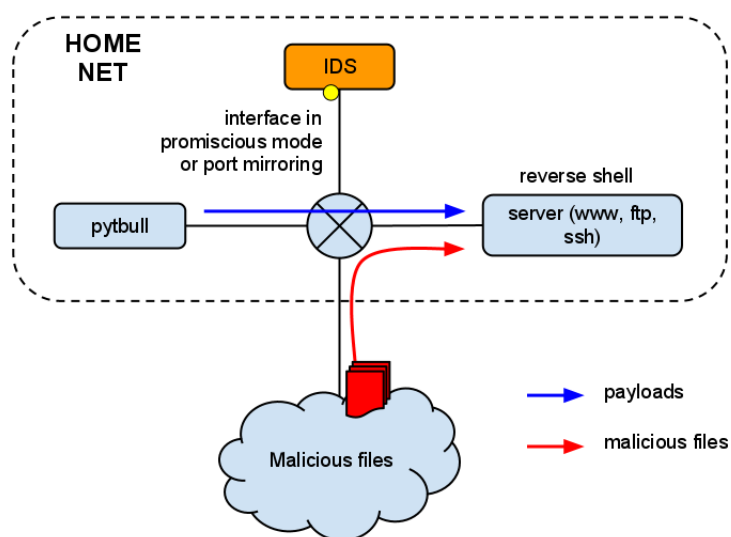 HOME
NET
IDS
interface in
promiscious mode
or port mirroring
reverse shell
pytbull
server (www, ftp,
ssh)
payloads
malicious files
Malicious files